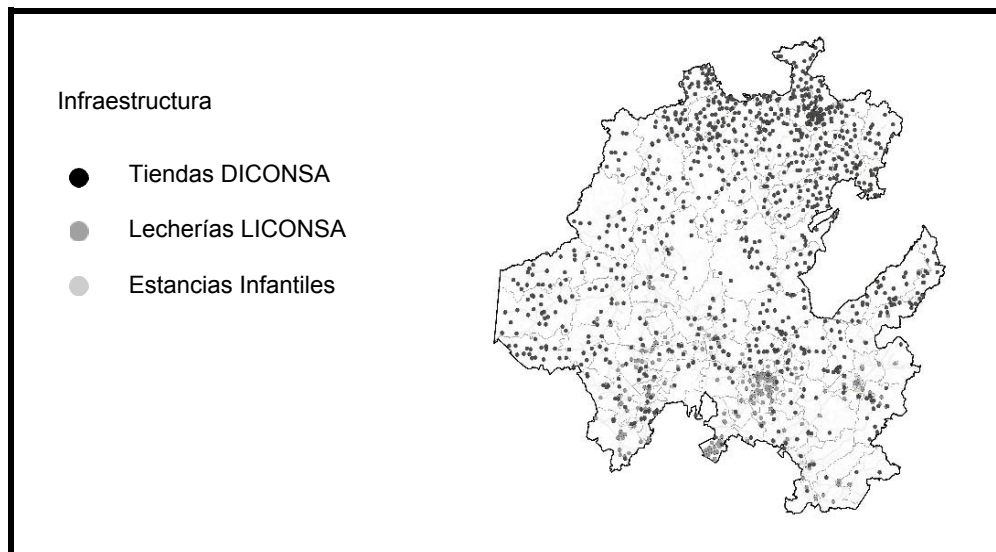 Infraestructura
Tiendas DICONSA
Lecherías LICONSA
Estancias Infantiles